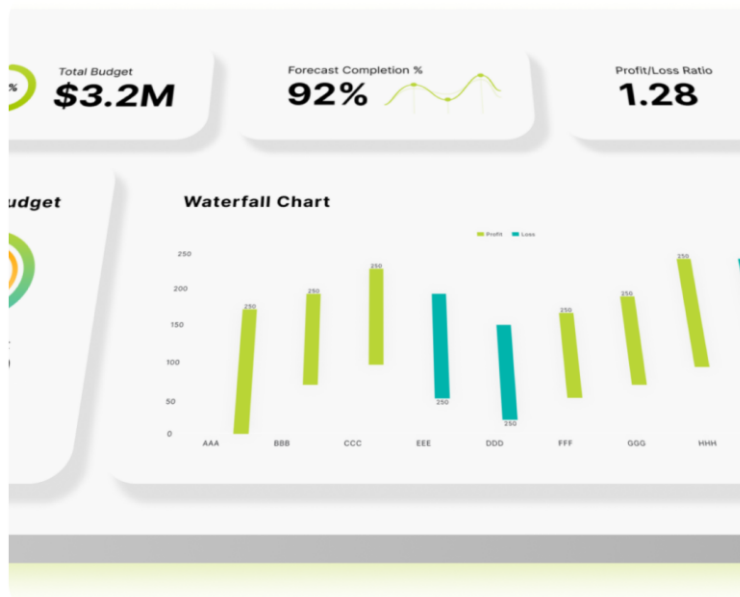 %
Total Budget
$3.2M
Forecast Completion %
92%
Profit/Loss Ratio
1.28
udget
Waterfall Chart
Profit Loss
250
200
150
100
50
0
250
250
250
250
250
250
250
250
AAA BBB CCC EEE DDD FFF GGG HHH